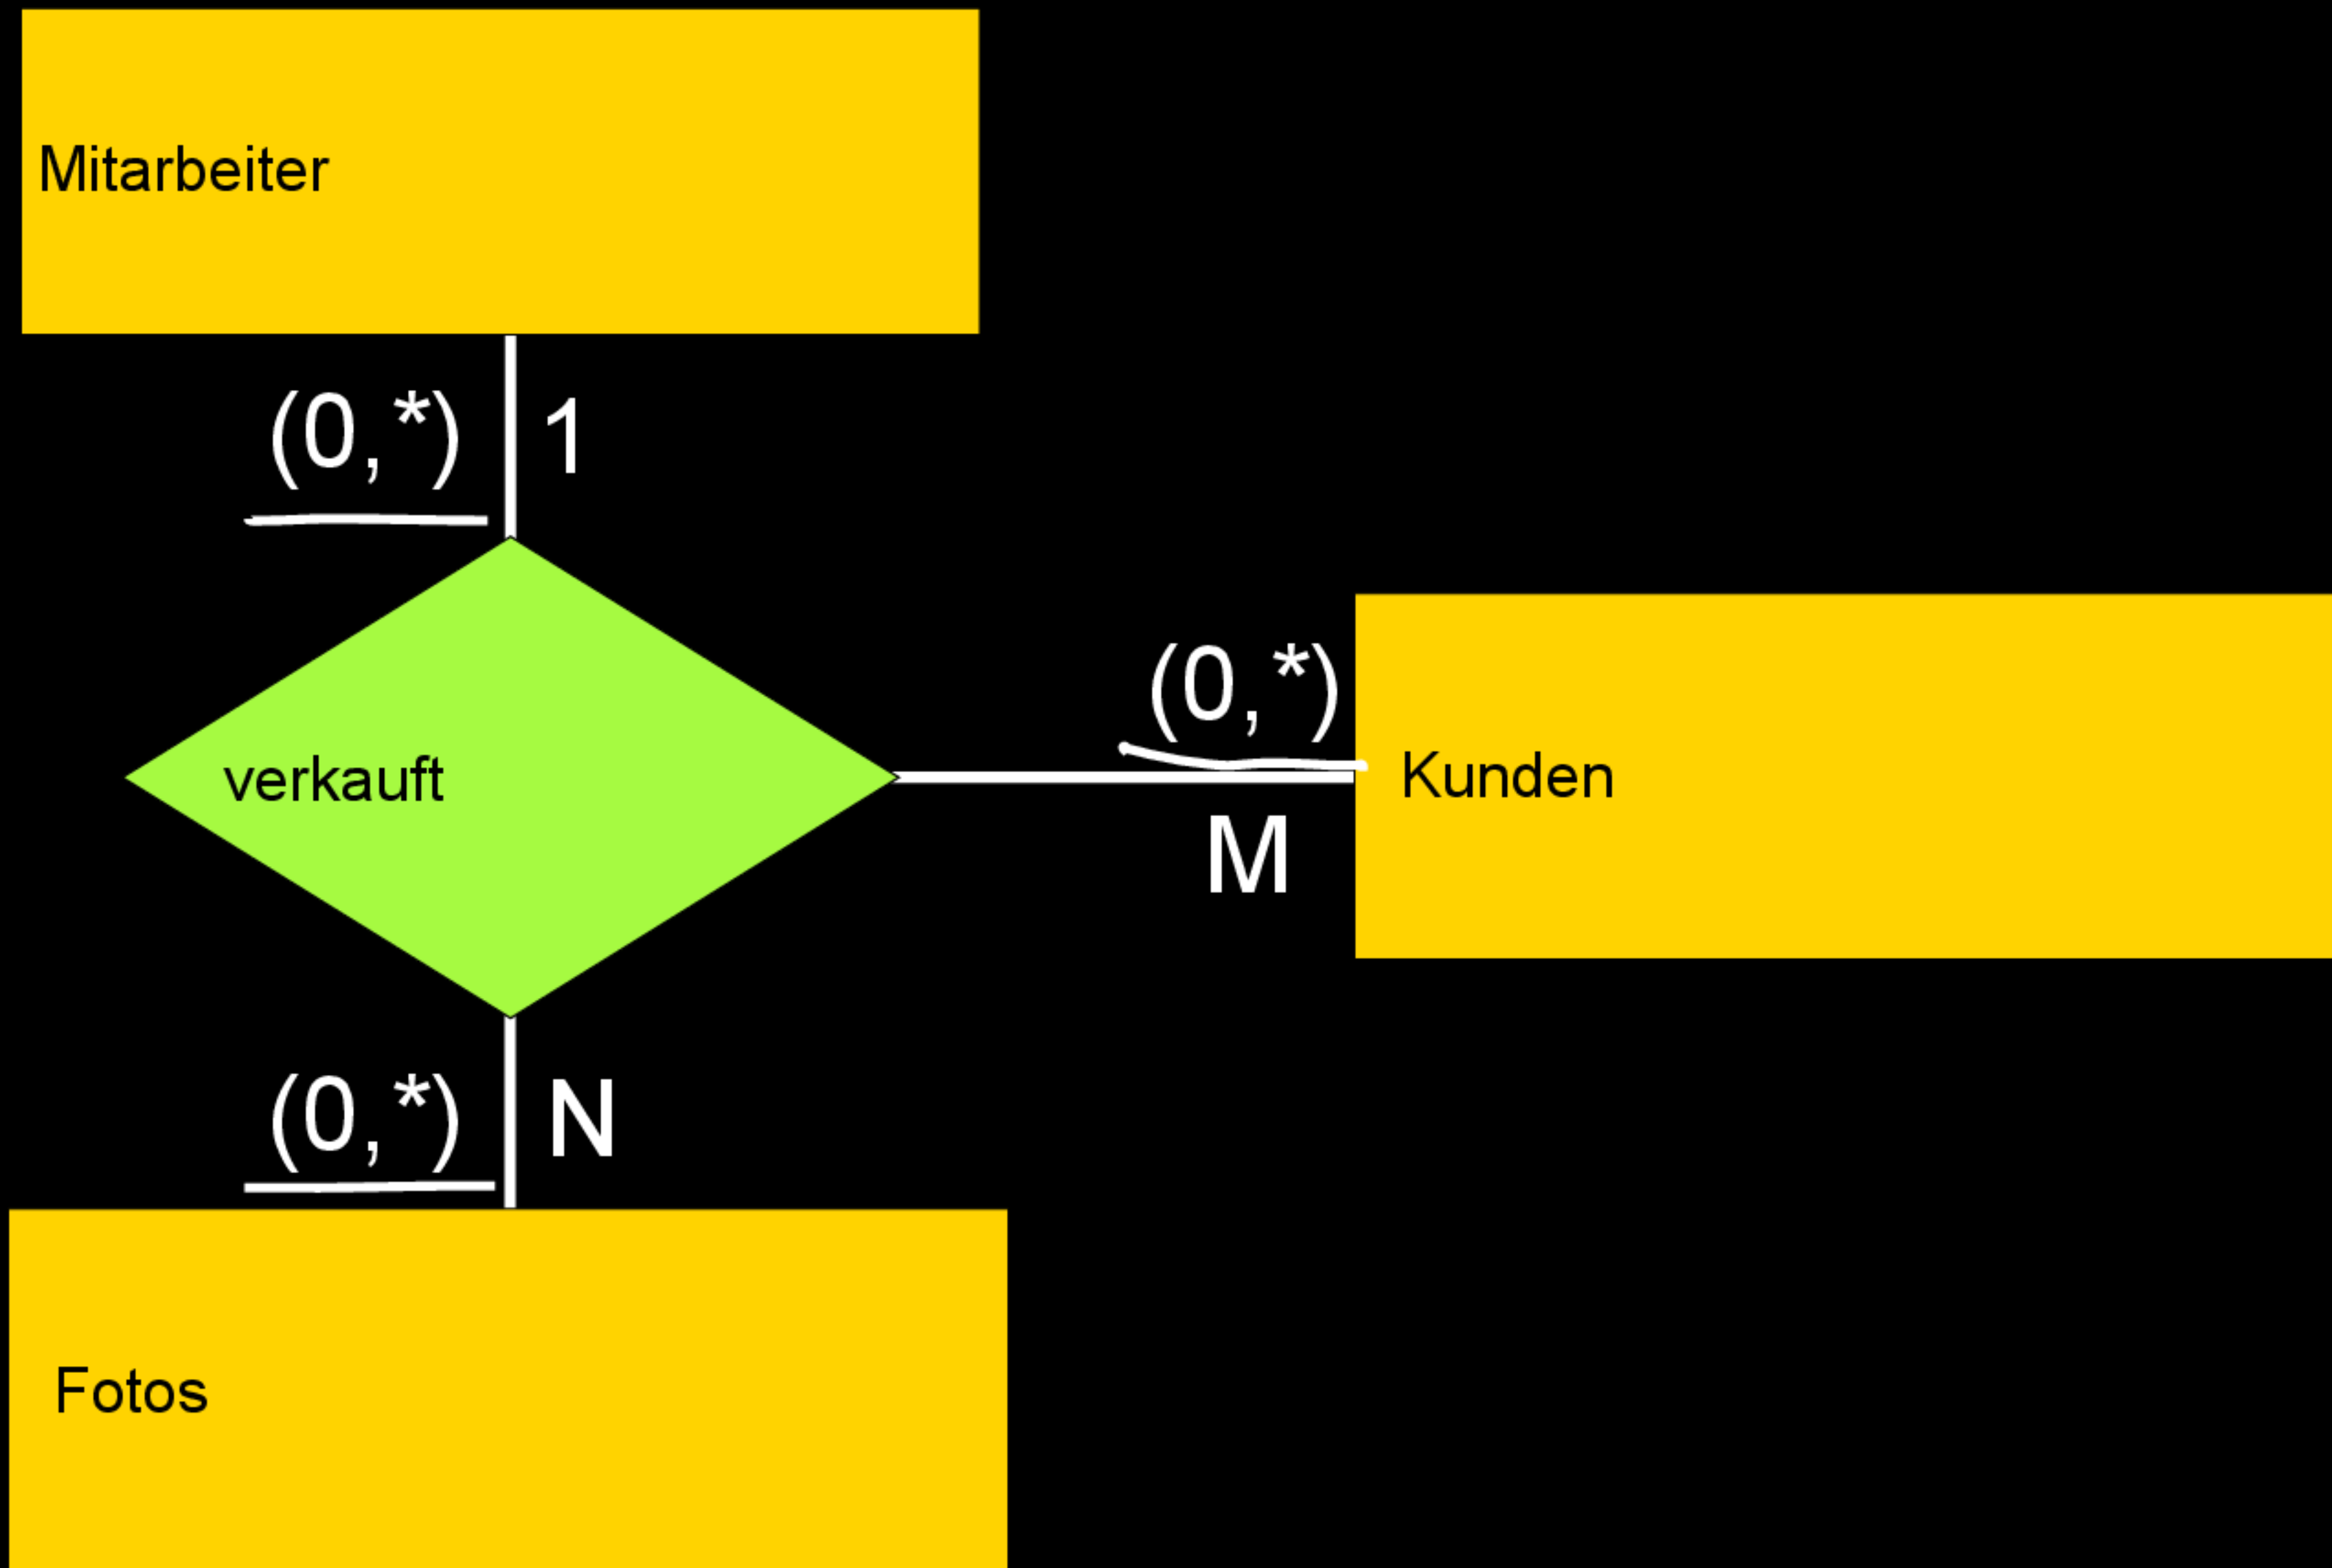 Mitarbeiter
(0,*) 1
verkauft
(0,*)
M
Kunden
(0,*) N
Fotos